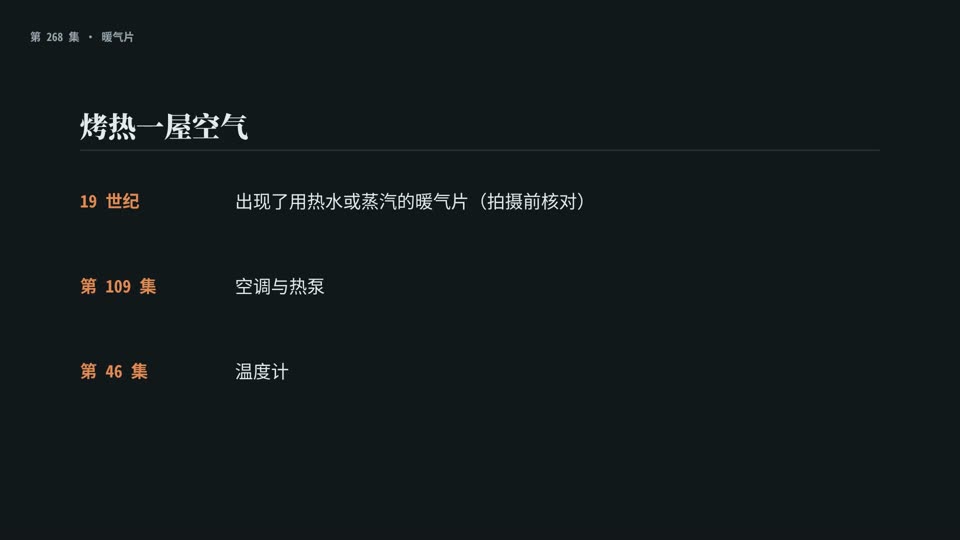 第 268 集 · 暖气片
烤热一屋空气
19 世纪 出现了用热水或蒸汽的暖气片（拍摄前核对）
第 109 集 空调与热泵
第 46 集 温度计